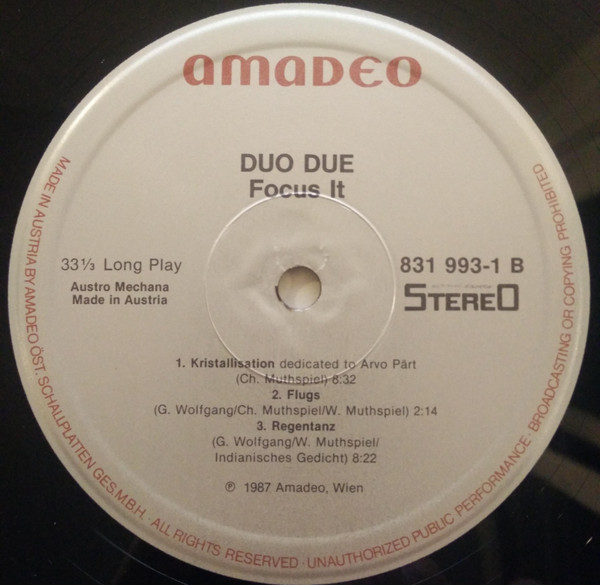 amadeo
DUO DUE
Focus It
33⅓ Long Play
Austro Mechana
Made in Austria
831 993-1 B
STEREO
1. Kristallisation dedicated to Arvo Pärt
(Ch. Muthspiel) 8:32
2. Flugs
(G. Wolfgang/Ch. Muthspiel/W. Muthspiel) 2:14
3. Regentanz
(G. Wolfgang/W. Muthspiel/
Indianisches Gedicht) 8:22
℗ 1987 Amadeo, Wien
MADE IN AUSTRIA BY AMADEO ÖST. SCHALLPLATTEN GES.M.B.H. · ALL RIGHTS RESERVED · UNAUTHORIZED PUBLIC PERFORMANCE · BROADCASTING OR COPYING PROHIBITED